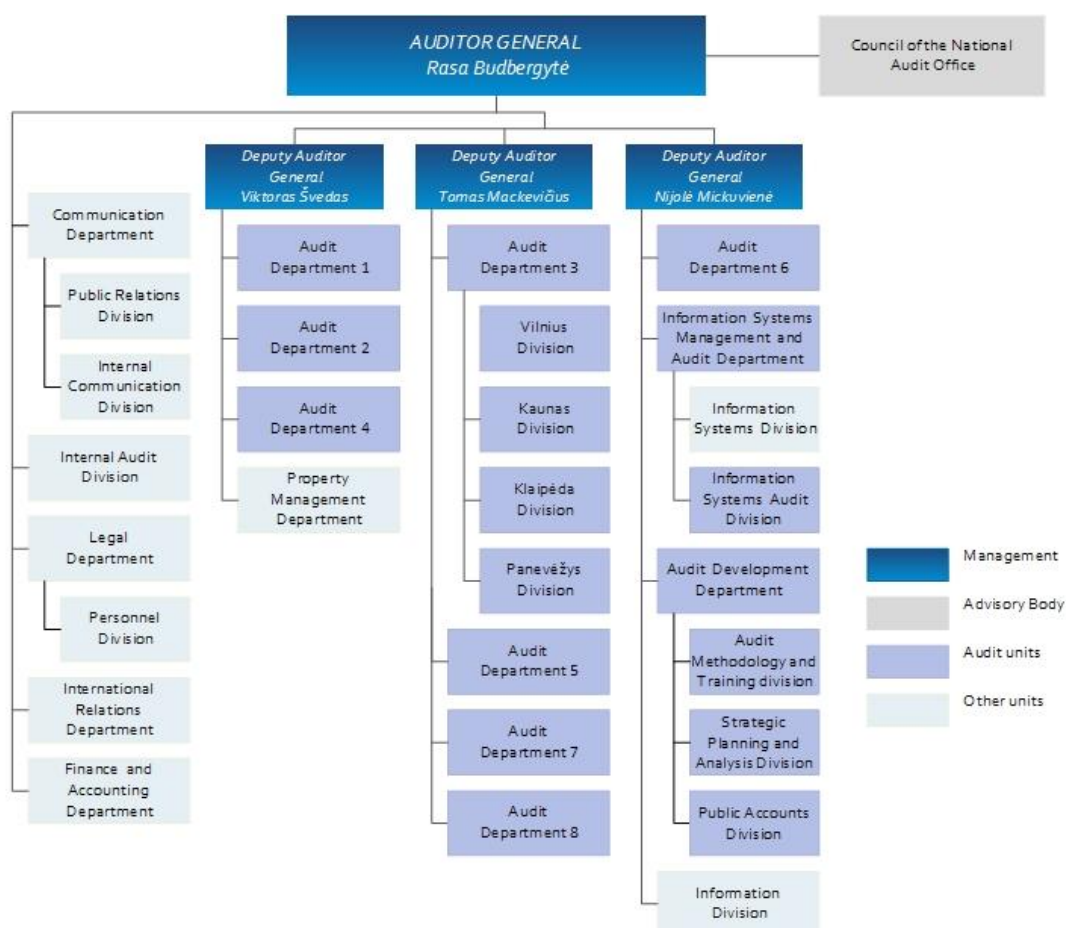 AUDITOR GENERAL
Rasa Budbergytė
Council of the National
Audit Office
Deputy Auditor
General
Viktoras Švedas
Deputy Auditor
General
Tomas Mackevičius
Deputy Auditor
General
Nijolė Mickuvienė
Communication
Department
Public Relations
Division
Internal
Communication
Division
Internal Audit
Division
Legal
Department
Personnel
Division
International
Relations
Department
Finance and
Accounting
Department
Audit
Department 1
Audit
Department 2
Audit
Department 4
Property
Management
Department
Audit
Department 3
Vilnius
Division
Kaunas
Division
Klaipėda
Division
Panevėžys
Division
Audit
Department 5
Audit
Department 7
Audit
Department 8
Audit
Department 6
Information Systems
Management and
Audit Department
Information
Systems Division
Information
Systems Audit
Division
Audit Development
Department
Audit
Methodology and
Training division
Strategic
Planning and
Analysis Division
Public Accounts
Division
Information
Division
Management
Advisory Body
Audit units
Other units